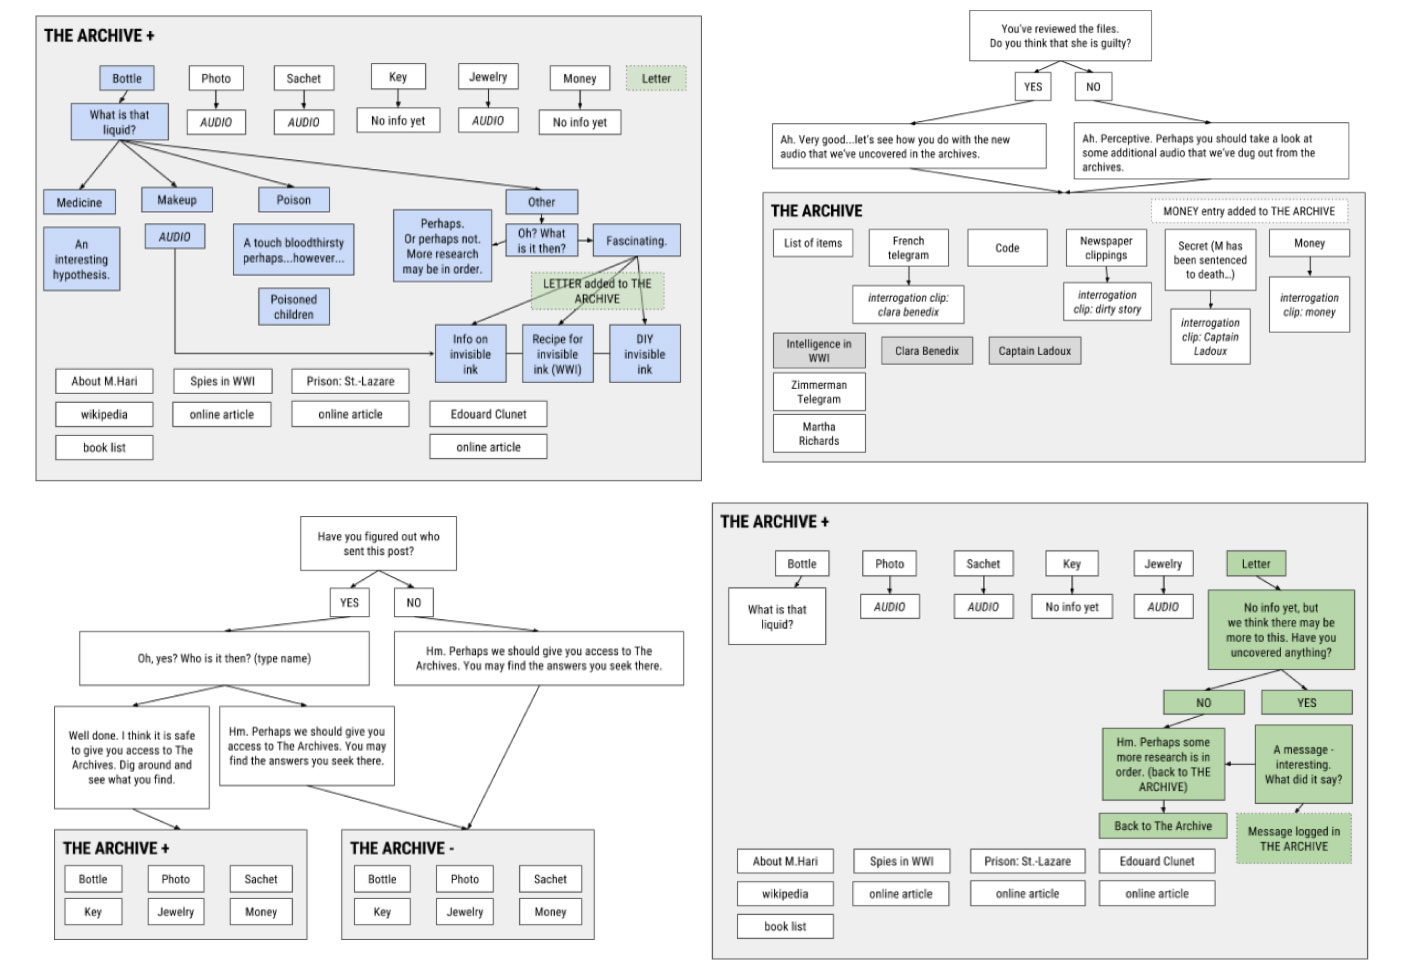 THE ARCHIVE +
Bottle
Photo
Sachet
Key
Jewelry
Money
Letter
What is that
liquid?
AUDIO
AUDIO
No info yet
AUDIO
No info yet
Medicine
Makeup
Poison
Other
An
interesting
hypothesis.
AUDIO
A touch bloodthirsty
perhaps...however...
Poisoned
children
Perhaps.
Or perhaps not.
More research
may be in order.
Oh? What
is it then?
Fascinating.
LETTER added to THE
ARCHIVE
Info on
invisible
ink
Recipe for
invisible
ink (WWI)
DIY
invisible
ink
About M.Hari
Spies in WWI
Prison: St.-Lazare
wikipedia
online article
online article
Edouard Clunet
book list
online article
You've reviewed the files.
Do you think that she is guilty?
YES
NO
Ah. Very good...let's see how you do with the new
audio that we've uncovered in the archives.
Ah. Perceptive. Perhaps you should take a look at
some additional audio that we've dug out from the
archives.
THE ARCHIVE
MONEY entry added to THE ARCHIVE
List of items
French
telegram
Code
Newspaper
clippings
Secret (M has
been sentenced
to death...)
Money
interrogation clip:
clara benedix
interrogation
clip: dirty story
interrogation
clip: Captain
Ladoux
interrogation
clip: money
Intelligence in
WWI
Clara Benedix
Captain Ladoux
Zimmerman
Telegram
Martha
Richards
Have you figured out who
sent this post?
YES
NO
Oh, yes? Who is it then? (type name)
Hm. Perhaps we should give you access to The
Archives. You may find the answers you seek there.
Well done. I think it is safe
to give you access to The
Archives. Dig around and
see what you find.
Hm. Perhaps we should give you
access to The Archives. You may
find the answers you seek there.
THE ARCHIVE +
Bottle
Photo
Sachet
Key
Jewelry
Money
THE ARCHIVE -
Bottle
Photo
Sachet
Key
Jewelry
Money
THE ARCHIVE +
Bottle
Photo
Sachet
Key
Jewelry
Letter
What is that
liquid?
AUDIO
AUDIO
No info yet
AUDIO
No info yet, but
we think there may be
more to this. Have you
uncovered anything?
NO
YES
Hm. Perhaps some
more research is in
order. (back to THE
ARCHIVE)
A message -
interesting.
What did it say?
Back to The Archive
Message logged in
THE ARCHIVE
About M.Hari
Spies in WWI
Prison: St.-Lazare
Edouard Clunet
wikipedia
online article
online article
online article
book list